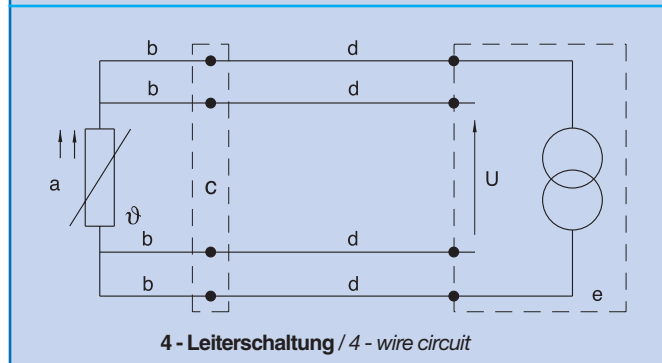 b d
b d
a ϑ c U
b d
b d e
4 - Leiterschaltung / 4 - wire circuit